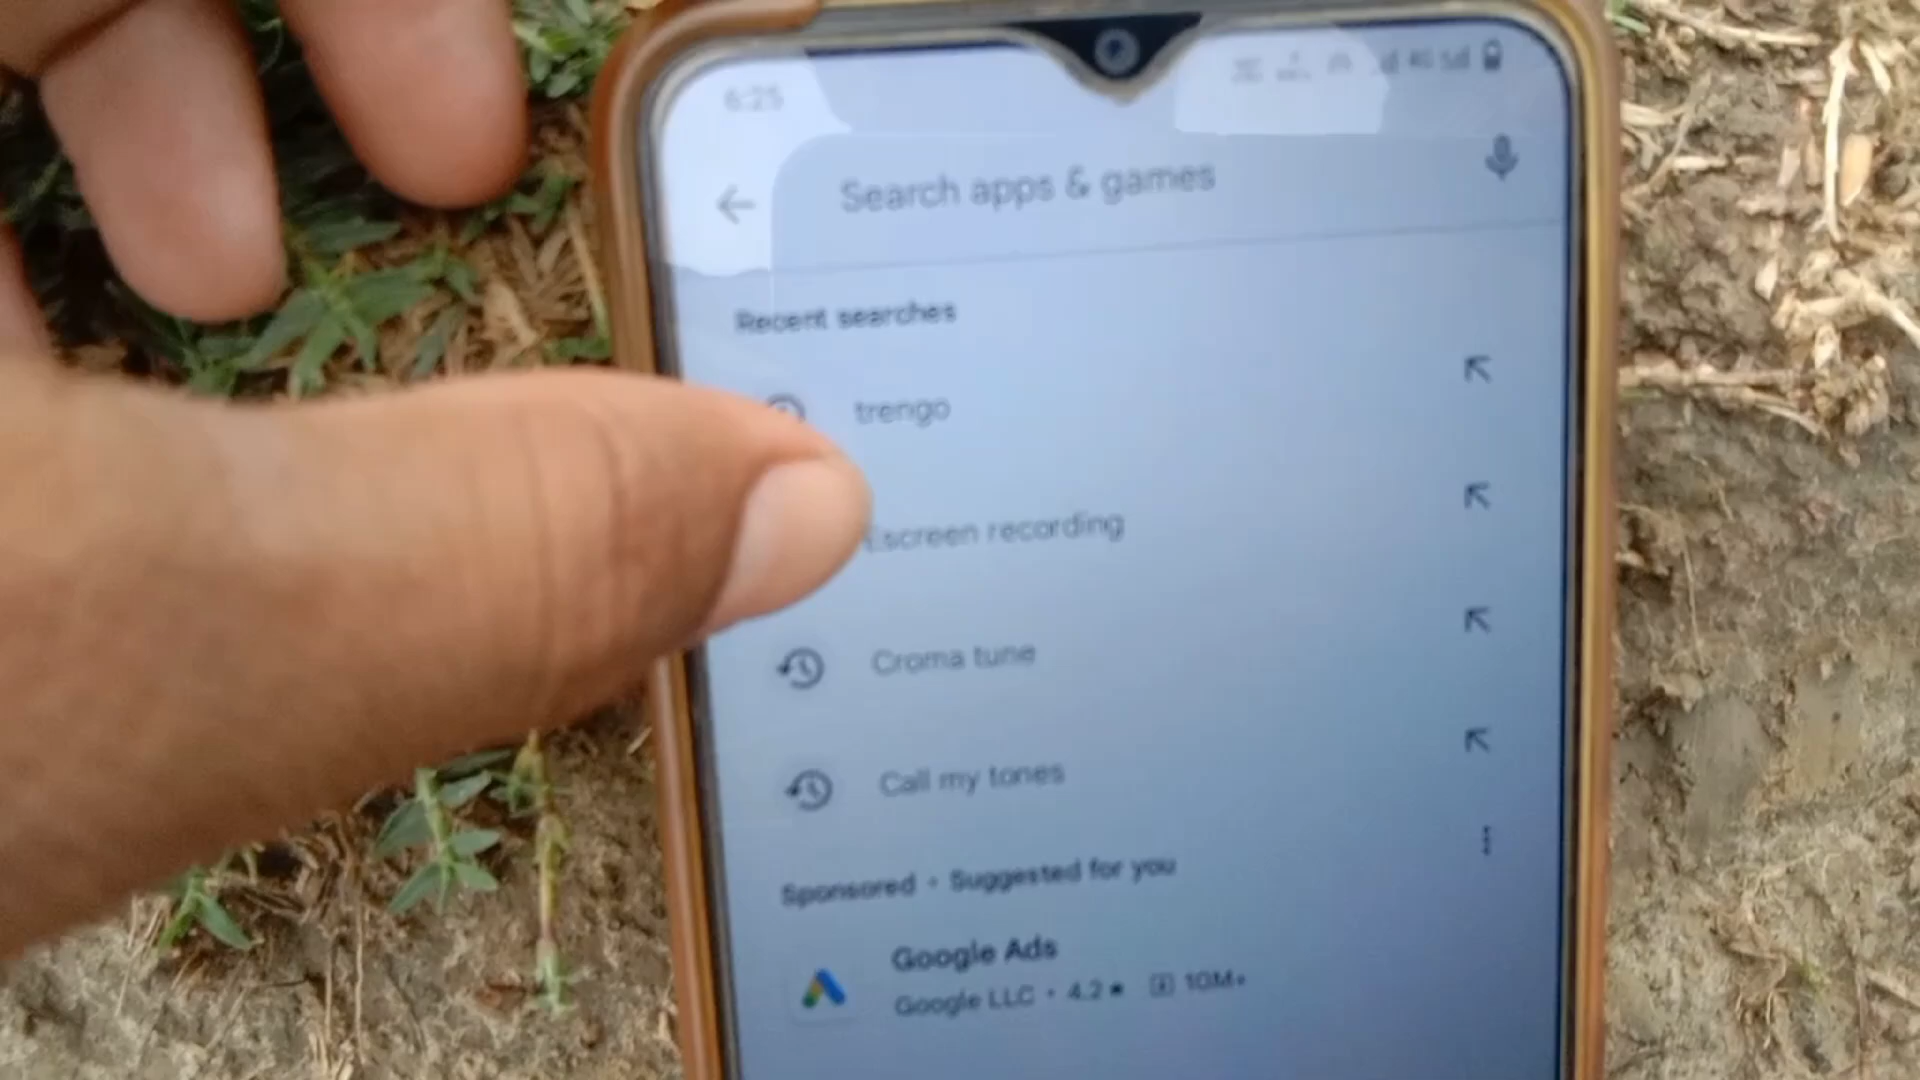 6:25
Search apps & games
Recent searches
trengo
screen recording
Croma tune
Call my tones
Sponsored • Suggested for you
Google Ads
Google LLC • 4.2★ 10M+